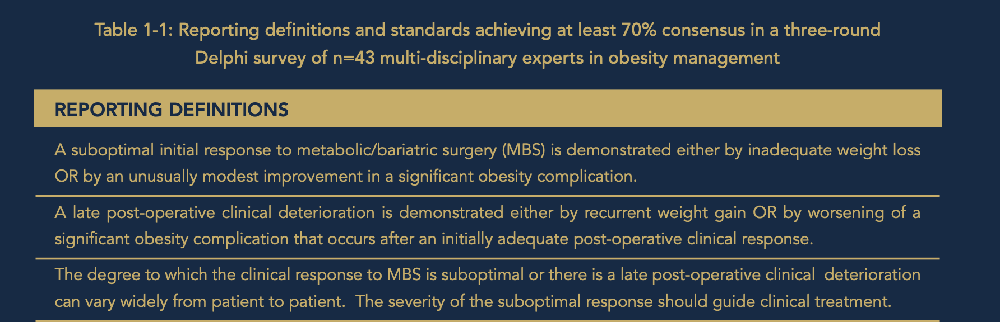 Table 1-1: Reporting definitions and standards achieving at least 70% consensus in a three-round
Delphi survey of n=43 multi-disciplinary experts in obesity management
REPORTING DEFINITIONS
A suboptimal initial response to metabolic/bariatric surgery (MBS) is demonstrated either by inadequate weight loss
OR by an unusually modest improvement in a significant obesity complication.
A late post-operative clinical deterioration is demonstrated either by recurrent weight gain OR by worsening of a
significant obesity complication that occurs after an initially adequate post-operative clinical response.
The degree to which the clinical response to MBS is suboptimal or there is a late post-operative clinical  deterioration
can vary widely from patient to patient.  The severity of the suboptimal response should guide clinical treatment.